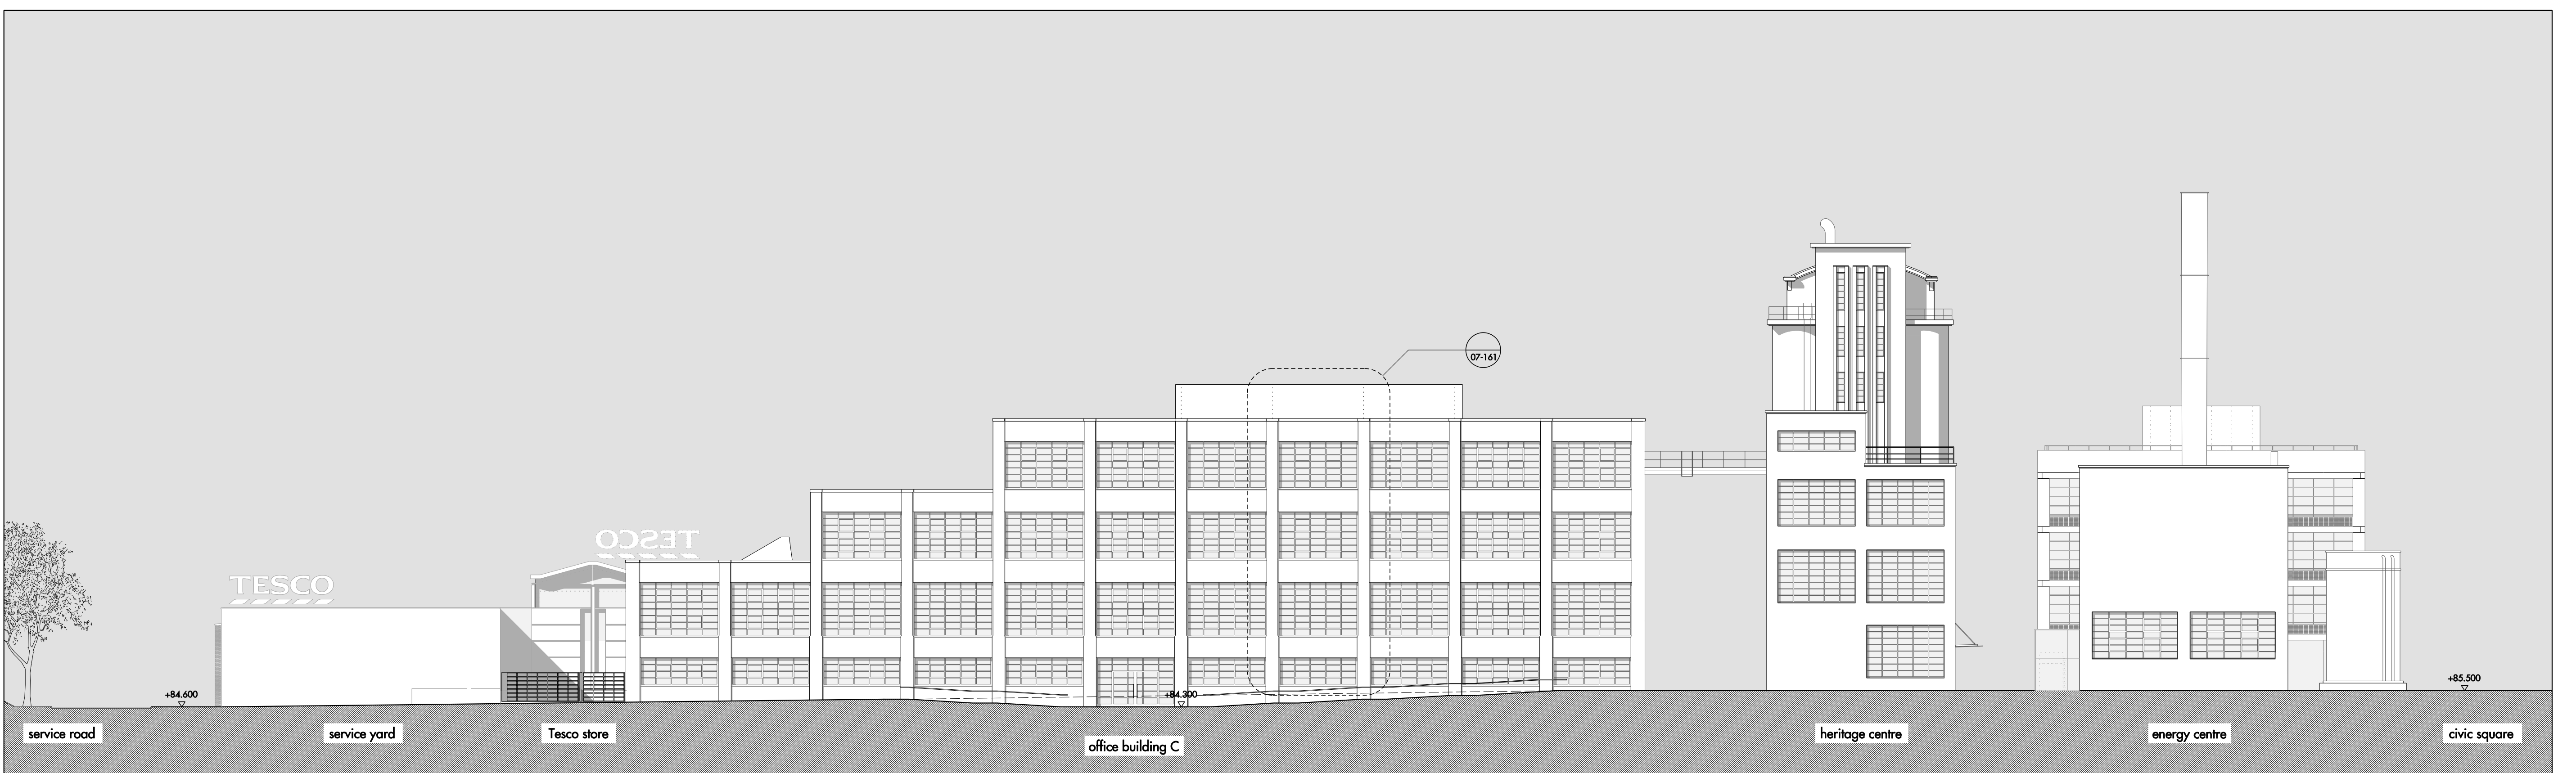 07-161
TESCO
TESCO
+84.600
+84.300
+85.500
service road
service yard
Tesco store
office building C
heritage centre
energy centre
civic square